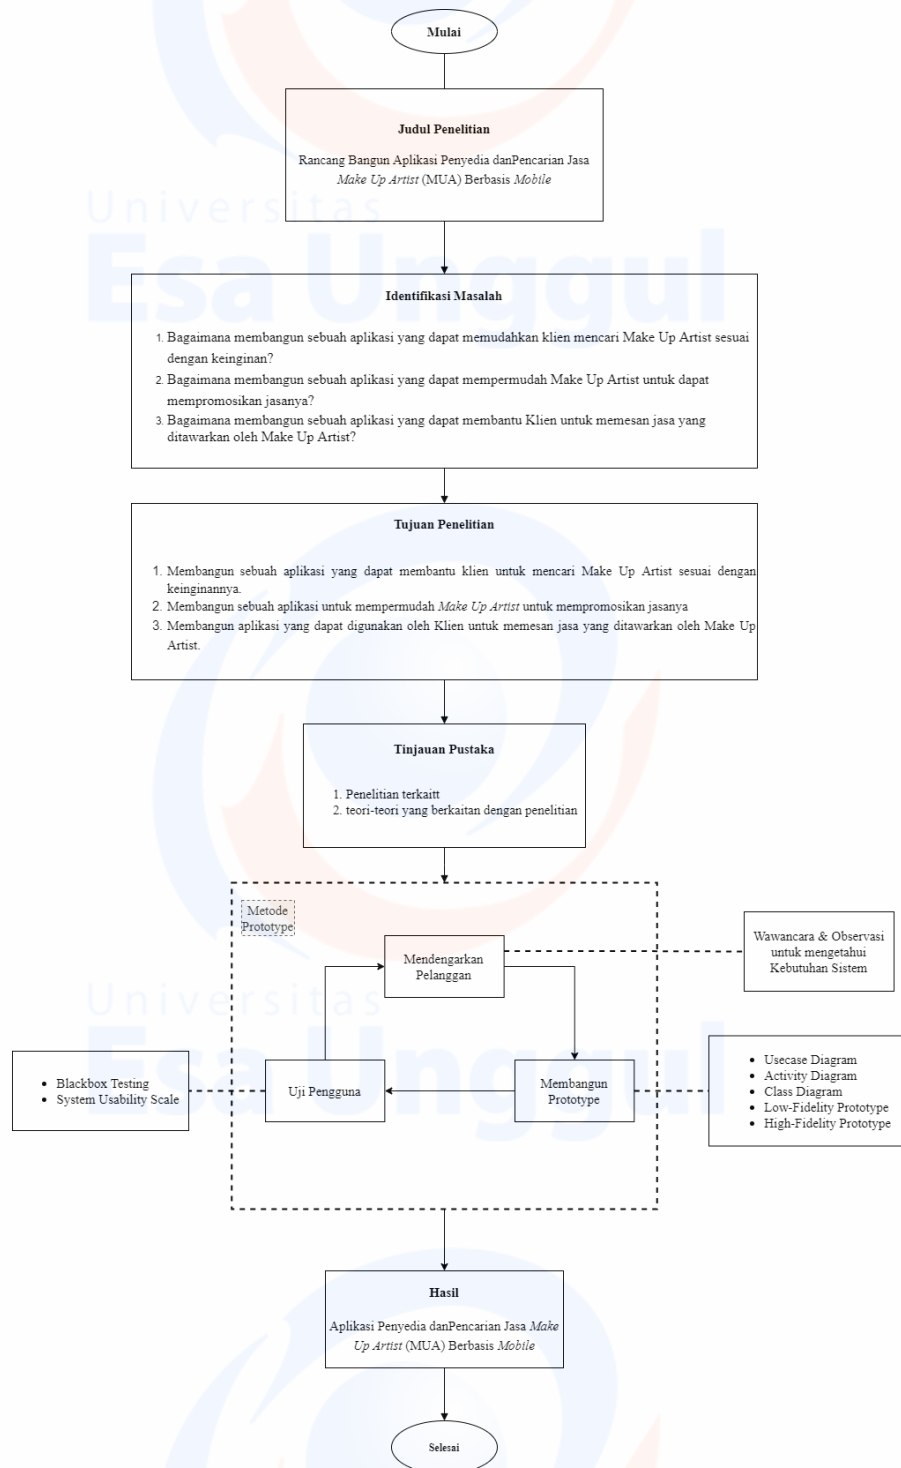 Mulai
Judul Penelitian
Rancang Bangun Aplikasi Penyedia danPencarian Jasa
Make Up Artist (MUA) Berbasis Mobile
Universitas
Esa Unggul
Identifikasi Masalah
1. Bagaimana membangun sebuah aplikasi yang dapat memudahkan klien mencari Make Up Artist sesuai
dengan keinginan?
2. Bagaimana membangun sebuah aplikasi yang dapat mempermudah Make Up Artist untuk dapat
mempromosikan jasanya?
3. Bagaimana membangun sebuah aplikasi yang dapat membantu Klien untuk memesan jasa yang
ditawarkan oleh Make Up Artist?
Tujuan Penelitian
1. Membangun sebuah aplikasi yang dapat membantu klien untuk mencari Make Up Artist sesuai dengan
keinginannya.
2. Membangun sebuah aplikasi untuk mempermudah Make Up Artist untuk mempromosikan jasanya
3. Membangun aplikasi yang dapat digunakan oleh Klien untuk memesan jasa yang ditawarkan oleh Make Up
Artist.
Tinjauan Pustaka
1. Penelitian terkaitt
2. teori-teori yang berkaitan dengan penelitian
Metode
Prototype
Mendengarkan
Pelanggan
Wawancara & Observasi
untuk mengetahui
Kebutuhan Sistem
Universitas
Esa Unggul
• Blackbox Testing
• System Usability Scale
Uji Pengguna
Membangun
Prototype
• Usecase Diagram
• Activity Diagram
• Class Diagram
• Low-Fidelity Prototype
• High-Fidelity Prototype
Hasil
Aplikasi Penyedia danPencarian Jasa Make
Up Artist (MUA) Berbasis Mobile
Selesai